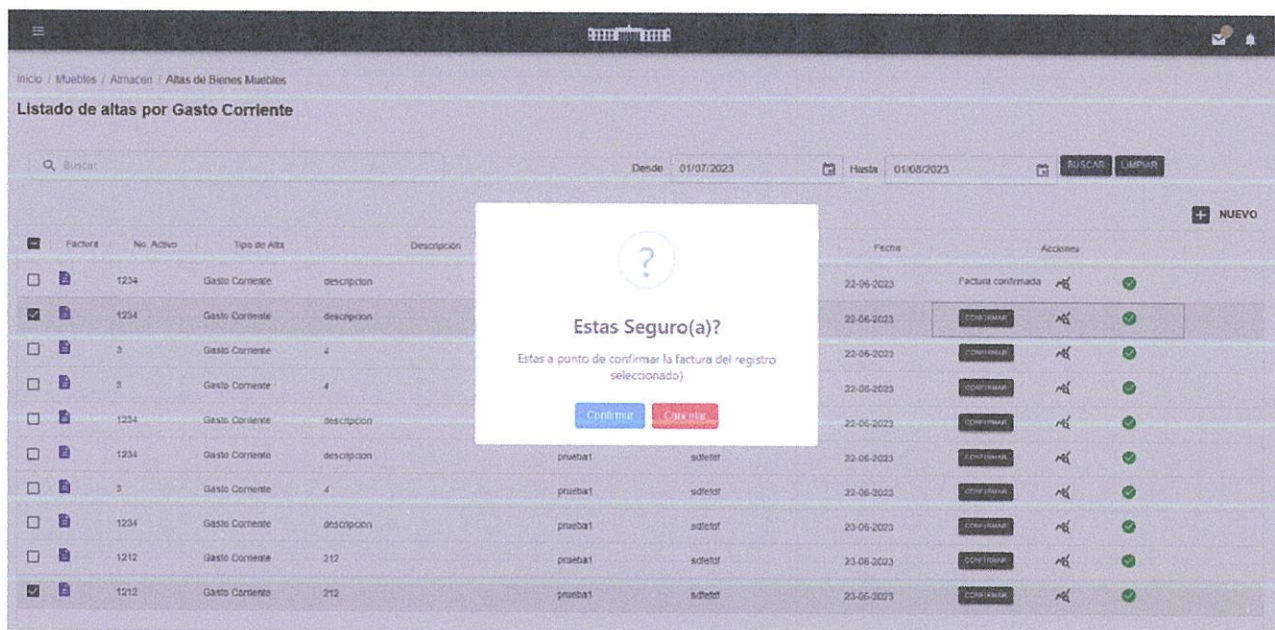 Inicio / Muebles / Almacen / Altas de Bienes Muebles
Listado de altas por Gasto Corriente
Buscar
Desde 01/07/2023 Hasta 01/08/2023 BUSCAR LIMPIAR
NUEVO
Factura No. Activo Tipo de Alta Descripción Fecha Acciones
1234 Gasto Corriente descripcion 22-06-2023 Factura confirmada
1234 Gasto Corriente descripcion 22-06-2023 CONFIRMAR
3 Gasto Corriente 4 22-06-2023 CONFIRMAR
3 Gasto Corriente 4 22-06-2023 CONFIRMAR
1234 Gasto Corriente descripcion 22-06-2023 CONFIRMAR
1234 Gasto Corriente descripcion prueba1 22-06-2023 CONFIRMAR
3 Gasto Corriente 4 prueba1 22-06-2023 CONFIRMAR
1234 Gasto Corriente descripcion prueba1 23-06-2023 CONFIRMAR
1212 Gasto Corriente 212 prueba1 23-06-2023 CONFIRMAR
1212 Gasto Corriente 212 prueba1 23-06-2023 CONFIRMAR
?
Estas Seguro(a)?
Estas a punto de confirmar la factura del registro
seleccionado)
Confirmar Cancelar